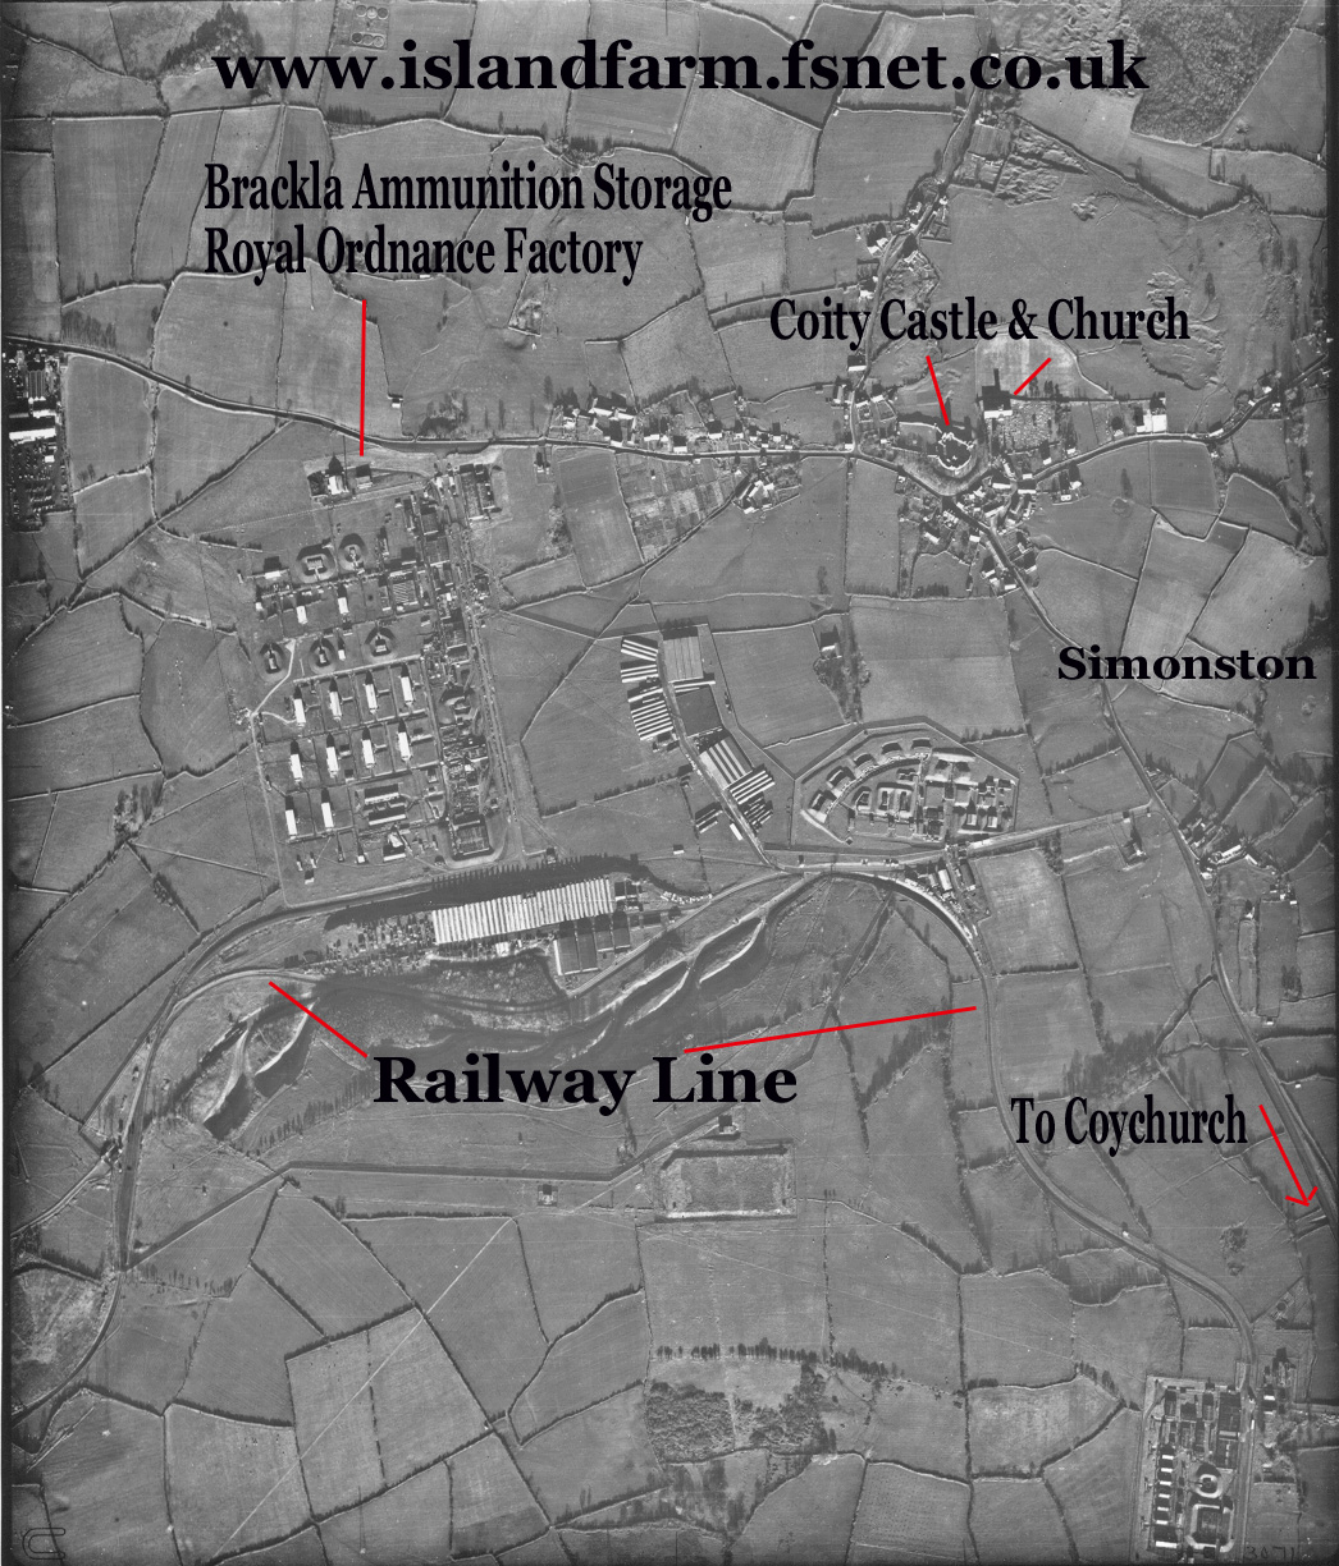 www.islandfarm.fsnet.co.uk
Brackla Ammunition Storage
Royal Ordnance Factory
Coity Castle & Church
Simonston
Railway Line
To Coychurch